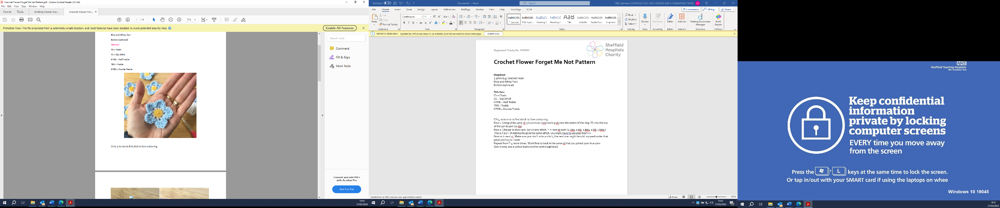 Crochet Flower Forget Me Not Pattern.pdf - Adobe Acrobat Reader (32-bit)
File Edit View Sign Window Help
Home Tools Knitting Flower For... Crochet Flower For... ×
1 / 4 75%
Protected View: This file originated from a potentially unsafe location, and most features have been disabled to avoid potential security risks.
Enable All Features
Blue and White Yarn
Button (optional)
Stitches:
Ch – Chain
SS – Slip Stitch
HTRB – Half Treble
TRB – Treble
DTRB – Double Treble
CH 4, ss to into to first stitch to form a tiny ring.
Search tools
Comment
Fill & Sign
More Tools
Convert and edit PDFs
with Acrobat Pro
Start Free Trial
14:42
27/03/2024
AutoSave Off
Document4 - Word
Search
EBBS, Katherine (SHEFFIELD TEACHING HOSPITALS NHS FOUNDATION TRUST) EK
File Home Insert Draw Design Layout References Mailings Review View Help DocuSign
Comments Editing Share
Paste
Cut
Copy
Format Painter
Clipboard
11
Font
Paragraph
AaBbCcDc AaBbCcDc AaBbCc AaBbCcC AaB AaBbCcDc AaBbCcDc AaBbCcDc
Normal 1 No Spac... Heading 1 Heading 2 Title Subtitle Subtle Em... Emphasis
Styles
Find
Replace
Select
Editing
Dictate
Voice
Sensitivity
Sensitivity
Editor
Editor
Add-ins
Add-ins
Meeting Documents
Manager
Decisions
Build
Report
InPhase
UPDATES AVAILABLE Updates for Office are ready to be installed, but first we need to close some apps. Update now
Registered Charity No. 1169762
Sheffield
Hospitals
Charity
Crochet Flower Forget Me Not Pattern
Required:
3.5mm (E4) Crochet Hook
Blue and White Yarn
Button (optional)
Stitches:
Ch – Chain
SS – Slip Stitch
HTRB – Half Treble
TRB – Treble
DTRB – Double Treble
CH 4, ss to into to first stitch to form a tiny ring.
Row 1: Using white yard, ch 3 (counts as 1 trb) work 9 trb into the centre of the ring. SS into the top
of the 3ch to join (10 sts)
Row 2: Change to blue yarn. Join in any stitch, * in next st work (1 htrb, 2 trb, 1 dtrb, 2 trb, 1 htrb.)
This is A LOT of stitches to go in the same stitch, you really have to squeeze them in.
Now ss in next st. Make sure you don't miss a stitch, the next one might be a bit squared under that
petal you've just made.
Repeat from * 4 more times. Work final ss back in the same st that you joined your blue yarn.
Sew in end, sew a yellow button in the centre (optional)
Guidelines: 5,104 characters (an approximate value).
Focus
100%
14:42
27/03/2024
NHS
Sheffield Teaching Hospitals
NHS Foundation Trust
Keep confidential
information
private by locking
computer screens
EVERY time you move away
from the screen
Press the + L keys at the same time to lock the screen.
Or tap in/out with your SMART card if using the laptops on whee
Windows 10 19045
14:42
27/03/2024